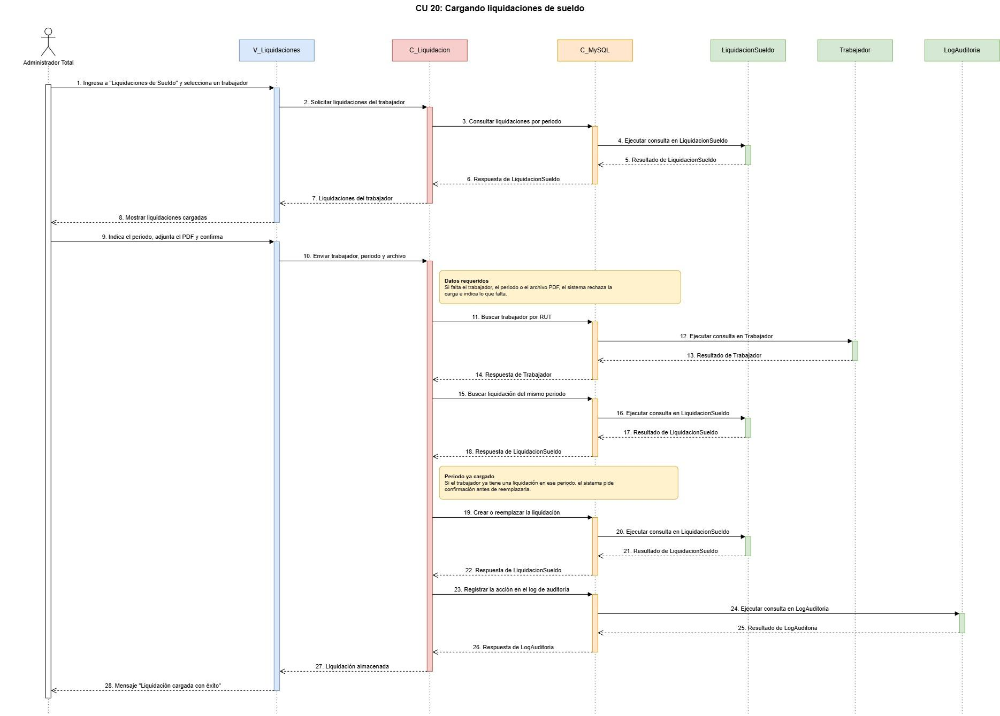 CU 20: Cargando liquidaciones de sueldo
Administrador Total
V_Liquidaciones
C_Liquidacion
C_MySQL
LiquidacionSueldo
Trabajador
LogAuditoria
1. Ingresa a "Liquidaciones de Sueldo" y selecciona un trabajador
2. Solicitar liquidaciones del trabajador
3. Consultar liquidaciones por periodo
4. Ejecutar consulta en LiquidacionSueldo
5. Resultado de LiquidacionSueldo
6. Respuesta de LiquidacionSueldo
7. Liquidaciones del trabajador
8. Mostrar liquidaciones cargadas
9. Indica el periodo, adjunta el PDF y confirma
10. Enviar trabajador, periodo y archivo
Datos requeridos
Si falta el trabajador, el periodo o el archivo PDF, el sistema rechaza la
carga e indica lo que falta.
11. Buscar trabajador por RUT
12. Ejecutar consulta en Trabajador
13. Resultado de Trabajador
14. Respuesta de Trabajador
15. Buscar liquidación del mismo periodo
16. Ejecutar consulta en LiquidacionSueldo
17. Resultado de LiquidacionSueldo
18. Respuesta de LiquidacionSueldo
Periodo ya cargado
Si el trabajador ya tiene una liquidación en ese periodo, el sistema pide
confirmación antes de reemplazarla.
19. Crear o reemplazar la liquidación
20. Ejecutar consulta en LiquidacionSueldo
21. Resultado de LiquidacionSueldo
22. Respuesta de LiquidacionSueldo
23. Registrar la acción en el log de auditoría
24. Ejecutar consulta en LogAuditoria
25. Resultado de LogAuditoria
26. Respuesta de LogAuditoria
27. Liquidación almacenada
28. Mensaje "Liquidación cargada con éxito"